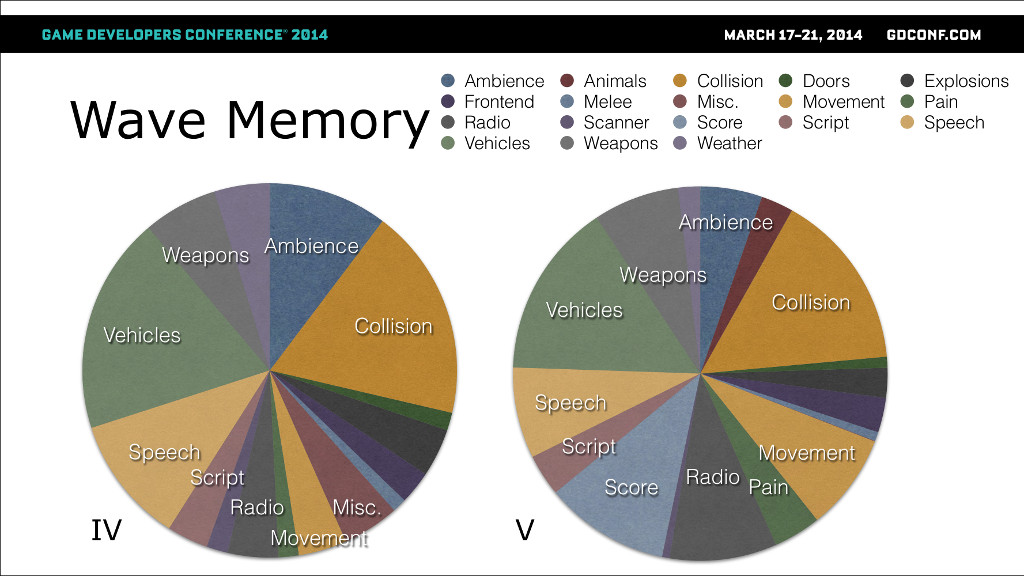 GAME DEVELOPERS CONFERENCE® 2014 MARCH 17-21, 2014 GDCONF.COM
Wave Memory
Ambience Animals Collision Doors Explosions
Frontend Melee Misc. Movement Pain
Radio Scanner Score Script Speech
Vehicles Weapons Weather
Weapons Ambience
Collision
Vehicles
Speech
Script
Radio Misc.
Movement
IV
Ambience
Weapons
Collision
Vehicles
Speech
Script
Movement
Score Radio Pain
V